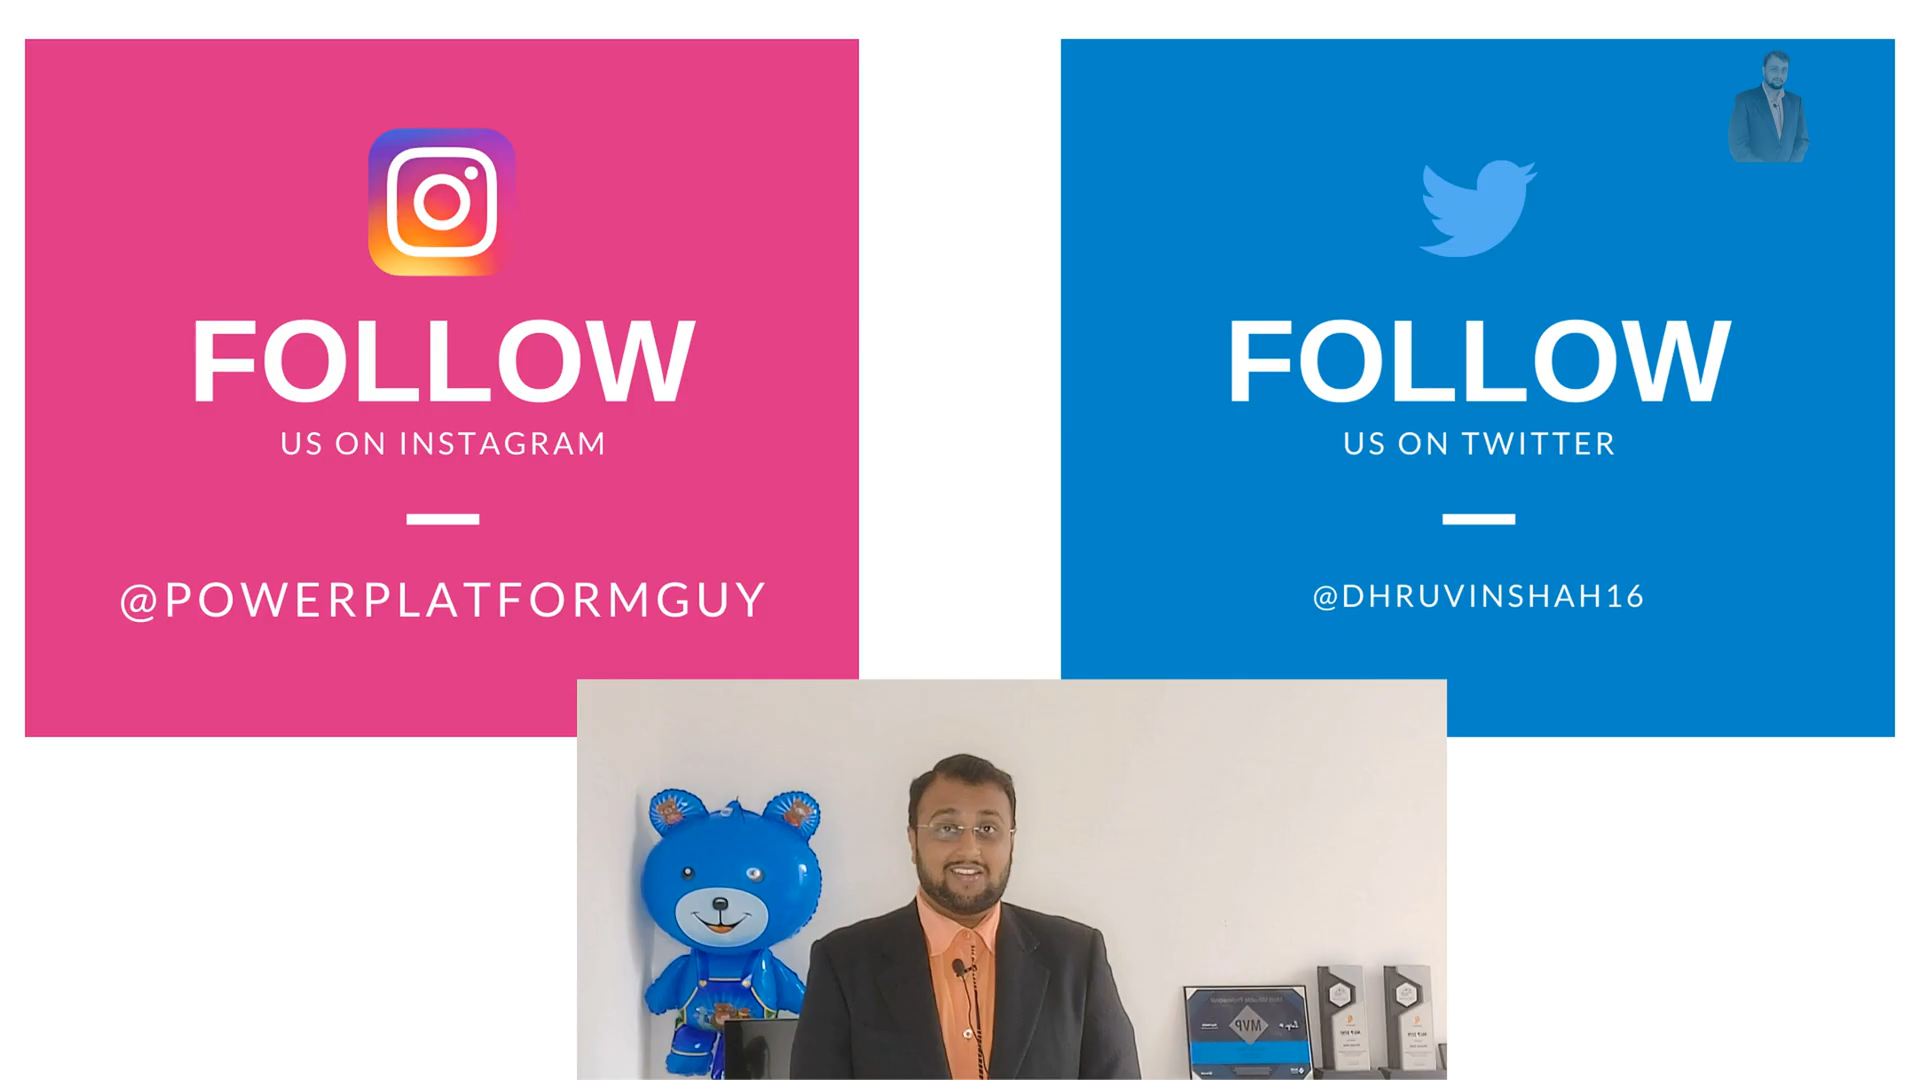 FOLLOW
US ON INSTAGRAM
@POWERPLATFORMGUY
FOLLOW
US ON TWITTER
@DHRUVINSHAH16
MVP